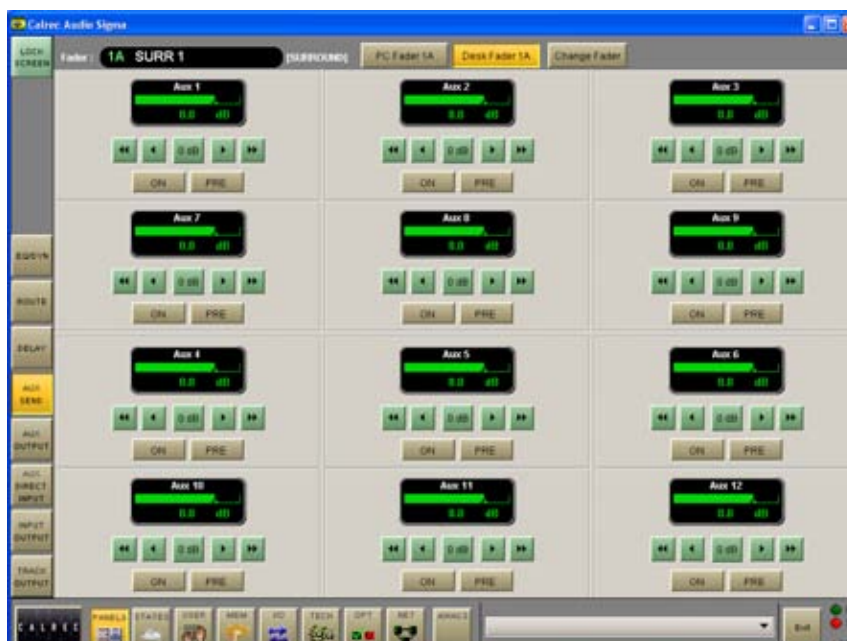 Calrec Audio Sigma
LOCK SCREEN
Fader: 1A SURR 1 [SURROUND] PC Fader 1A Desk Fader 1A Change Fader
Aux 1 Aux 2 Aux 3
0.0 dB 0.0 dB 0.0 dB
0 dB 0 dB 0 dB
ON PRE ON PRE ON PRE
Aux 7 Aux 8 Aux 9
0.0 dB 0.0 dB 0.0 dB
EQ/DYN
0 dB 0 dB 0 dB
ROUTE
ON PRE ON PRE ON PRE
DELAY
Aux 4 Aux 5 Aux 6
0.0 dB 0.0 dB 0.0 dB
AUX SEND
0 dB 0 dB 0 dB
AUX OUTPUT
ON PRE ON PRE ON PRE
AUX DIRECT INPUT
Aux 10 Aux 11 Aux 12
0.0 dB 0.0 dB 0.0 dB
INPUT OUTPUT
0 dB 0 dB 0 dB
TRACK OUTPUT
ON PRE ON PRE ON PRE
CALREC PANELS STATES USER MEM I/O TECH OPT NET AWACS Exit